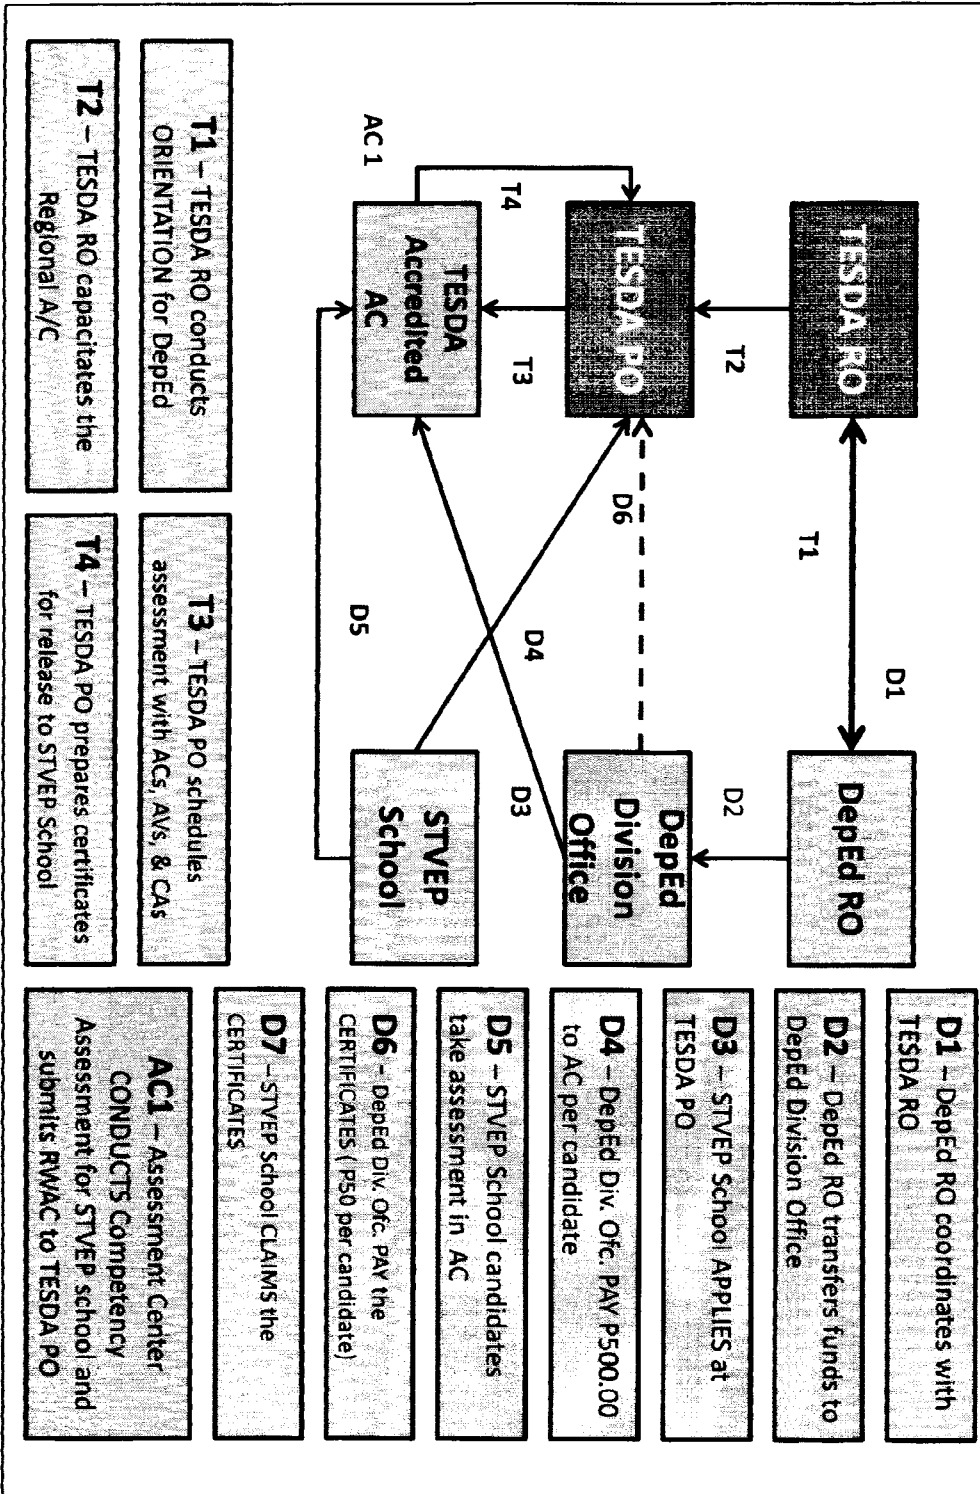 TESDA RO
T1
D1
DepEd RO
T2
D2
TESDA PO
D6
DepEd
Division
Office
T4
T3
D4
D3
AC 1
TESDA
Accredited
AC
D5
STVEP
School
D1 – DepEd RO coordinates with
TESDA RO
D2 – DepEd RO transfers funds to
DepEd Division Office
D3 – STVEP School APPLIES at
TESDA PO
D4 – DepEd Div. Ofc. PAY P500.00
to AC per candidate
D5 – STVEP School candidates
take assessment in AC
D6 - DepEd Div. Ofc. PAY the
CERTIFICATES ( P50 per candidate)
D7 –STVEP School CLAIMS the
CERTIFICATES
AC1 – Assessment Center
CONDUCTS Competency
Assessment for STVEP school and
submits RWAC to TESDA PO
T1 – TESDA RO conducts
ORIENTATION for DepEd
T2 – TESDA RO capacitates the
Regional A/C
T3 – TESDA PO schedules
assessment with ACs, AVs, & CAs
T4 – TESDA PO prepares certificates
for release to STVEP School